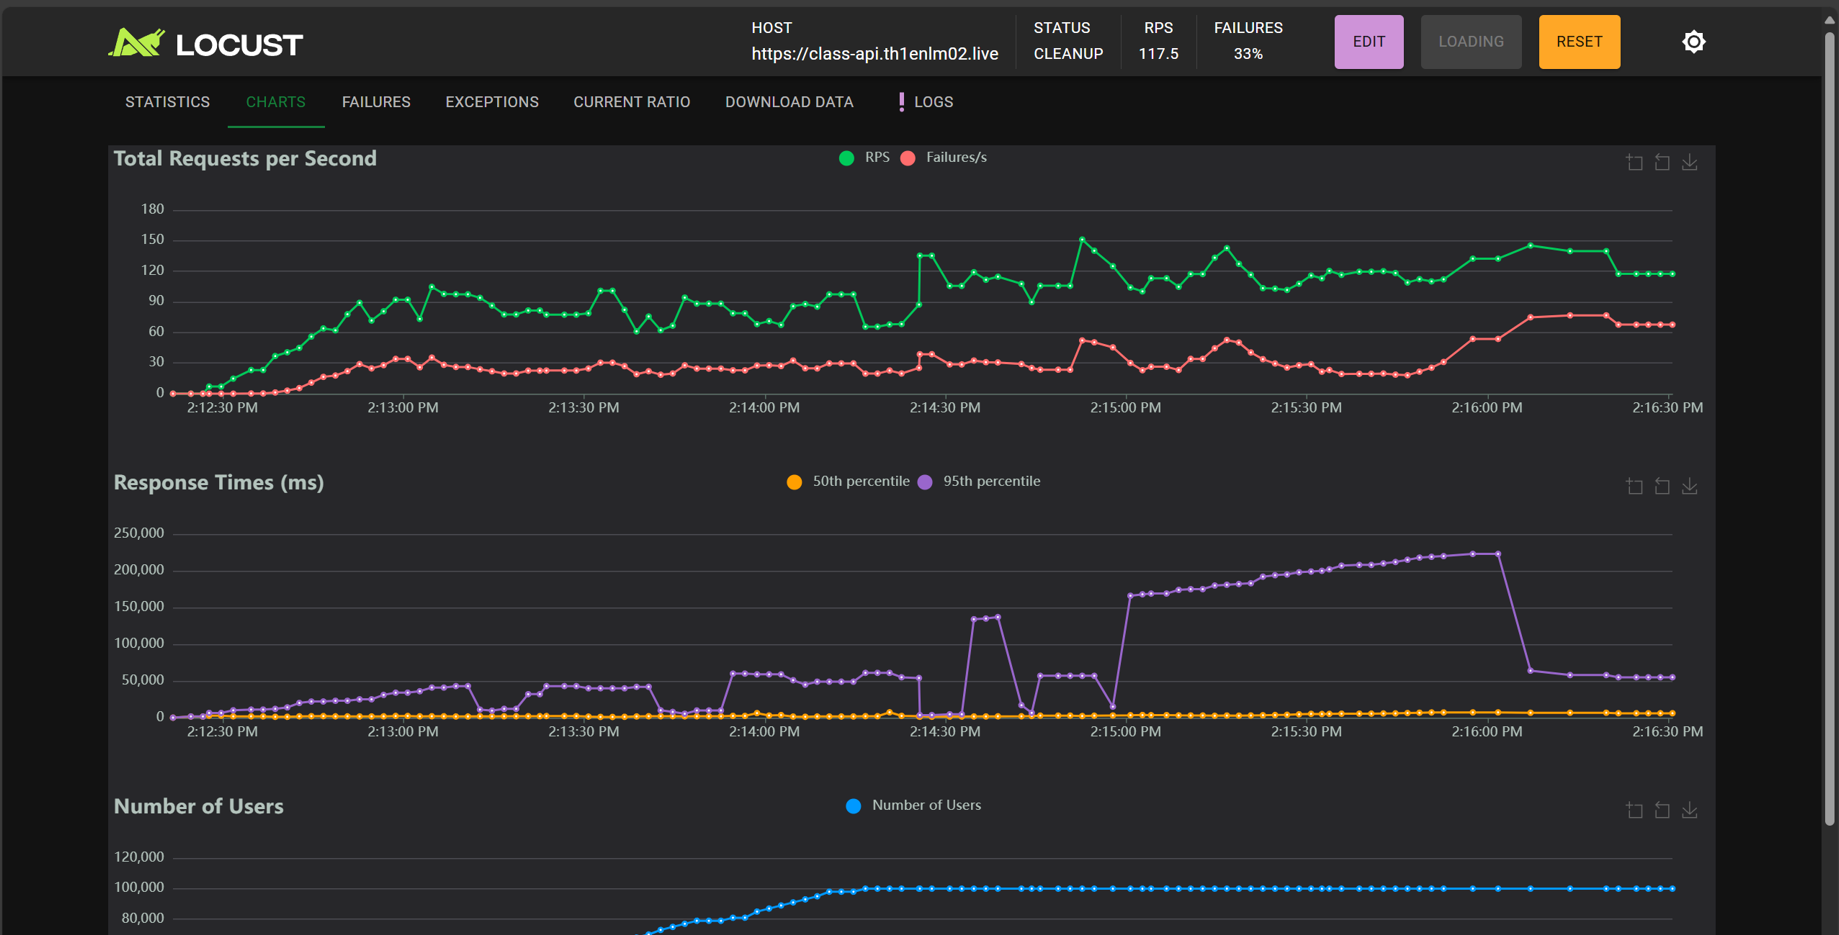 LOCUST
HOST
https://class-api.th1enlm02.live
STATUS
CLEANUP
RPS
117.5
FAILURES
33%
EDIT
LOADING
RESET
STATISTICS
CHARTS
FAILURES
EXCEPTIONS
CURRENT RATIO
DOWNLOAD DATA
LOGS
Total Requests per Second
RPS
Failures/s
180
150
120
90
60
30
0
2:12:30 PM
2:13:00 PM
2:13:30 PM
2:14:00 PM
2:14:30 PM
2:15:00 PM
2:15:30 PM
2:16:00 PM
2:16:30 PM
Response Times (ms)
50th percentile
95th percentile
250,000
200,000
150,000
100,000
50,000
0
2:12:30 PM
2:13:00 PM
2:13:30 PM
2:14:00 PM
2:14:30 PM
2:15:00 PM
2:15:30 PM
2:16:00 PM
2:16:30 PM
Number of Users
Number of Users
120,000
100,000
80,000